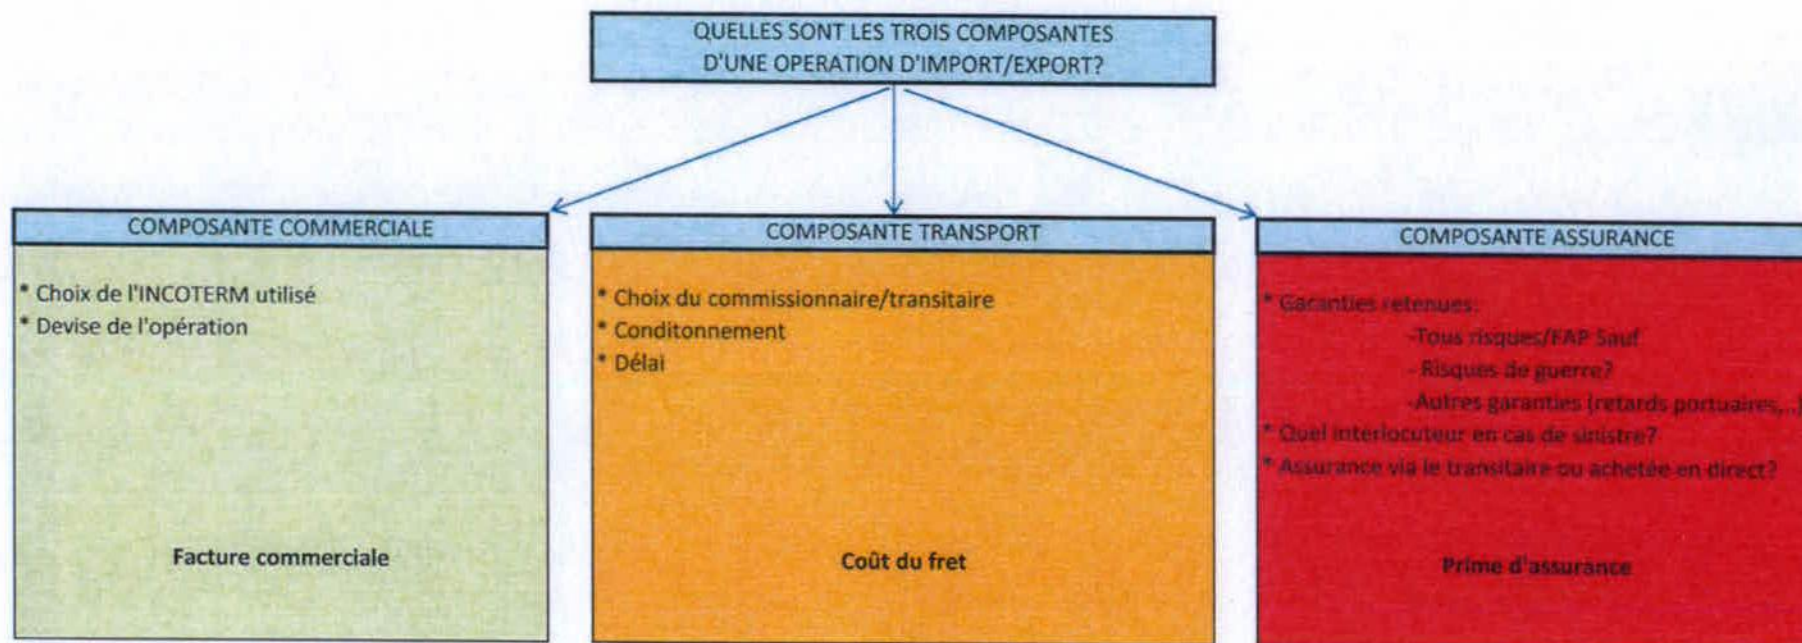 QUELLES SONT LES TROIS COMPOSANTES
D'UNE OPERATION D'IMPORT/EXPORT?
COMPOSANTE COMMERCIALE
* Choix de l'INCOTERM utilisé
* Devise de l'opération
Facture commerciale
COMPOSANTE TRANSPORT
* Choix du commissionnaire/transitaire
* Conditonnement
* Délai
Coût du fret
COMPOSANTE ASSURANCE
* Garanties retenues:
-Tous risques/FAP Sauf
- Risques de guerre?
-Autres garanties (retards portuaires,..)
* Quel interlocuteur en cas de sinistre?
* Assurance via le transitaire ou achetée en direct?
Prime d'assurance